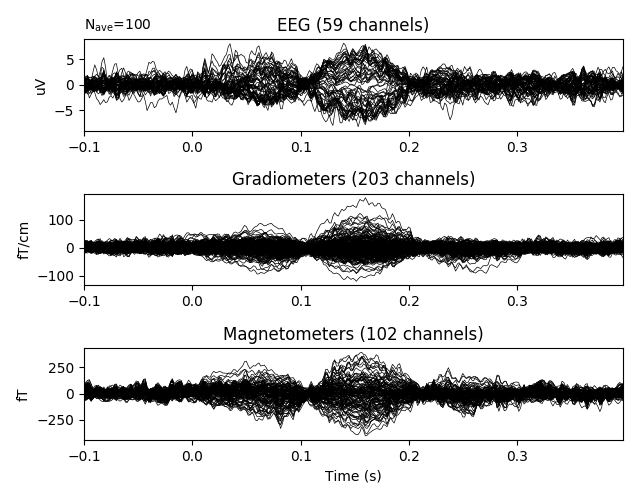 N_ave=100
EEG (59 channels)
uV
5
0
−5
−0.1 0.0 0.1 0.2 0.3
Gradiometers (203 channels)
fT/cm
100
0
−100
−0.1 0.0 0.1 0.2 0.3
Magnetometers (102 channels)
fT
250
0
−250
−0.1 0.0 0.1 0.2 0.3
Time (s)